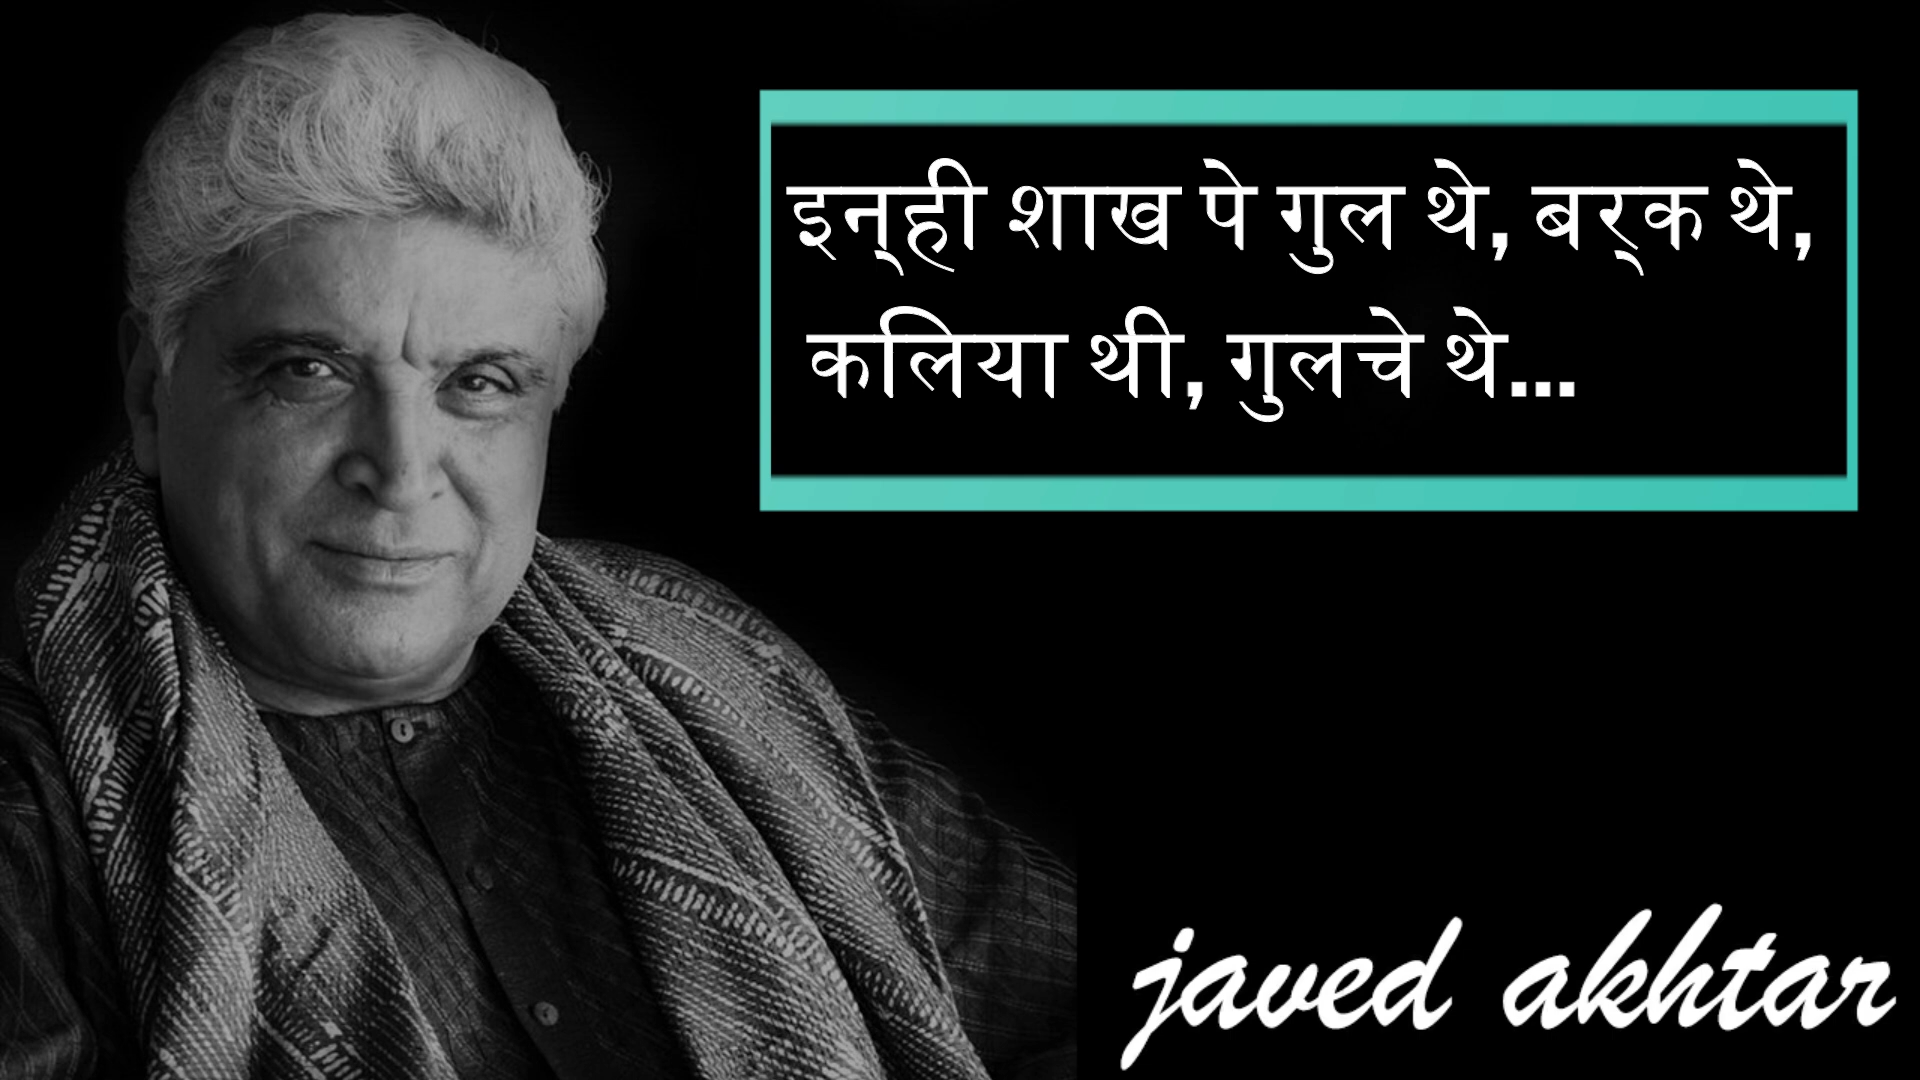 इन्ही शाख पे गुल थे, बर्‌क थे,
कलिया थी, गुलचे थे...
javed akhtar